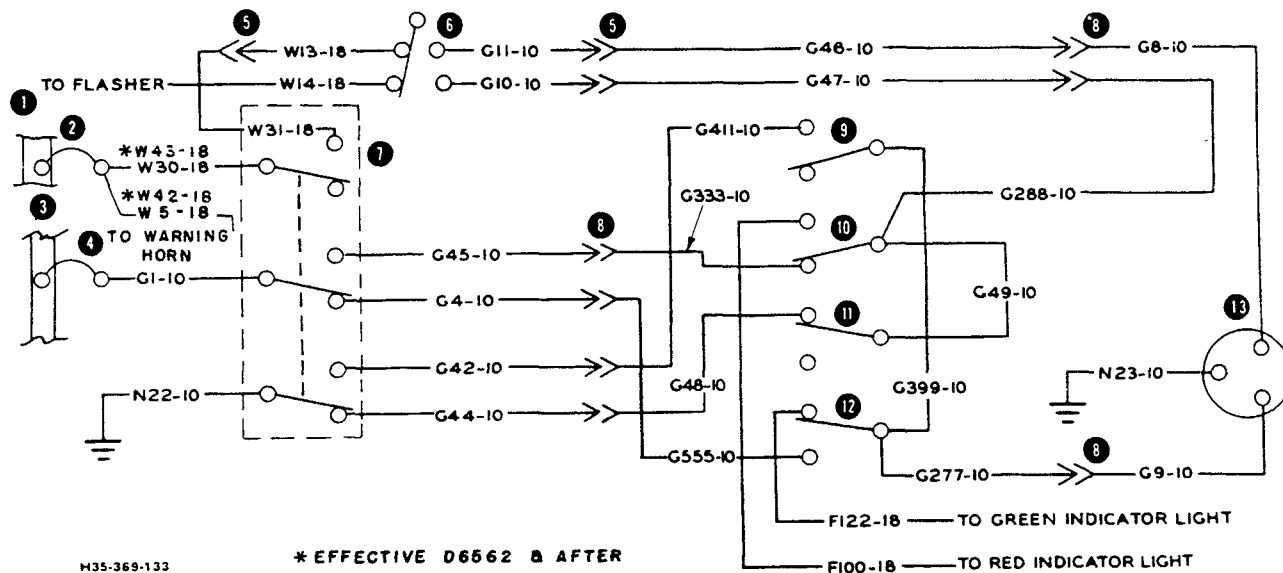 5
6
5
*8
W13-18
G11-10
G46-10
G8-10
TO FLASHER
W14-18
G10-10
G47-10
1
2
W31-18
7
G411-10
9
*W43-18
W30-18
*W42-18
W5-18
G333-10
G288-10
3
4
TO WARNING
HORN
8
10
G1-10
G45-10
G4-10
G49-10
11
13
G42-10
G48-10
G399-10
N23-10
N22-10
G44-10
12
G555-10
G277-10
8
G9-10
F122-18
TO GREEN INDICATOR LIGHT
H35-369-133
*EFFECTIVE D6562 & AFTER
F100-18
TO RED INDICATOR LIGHT